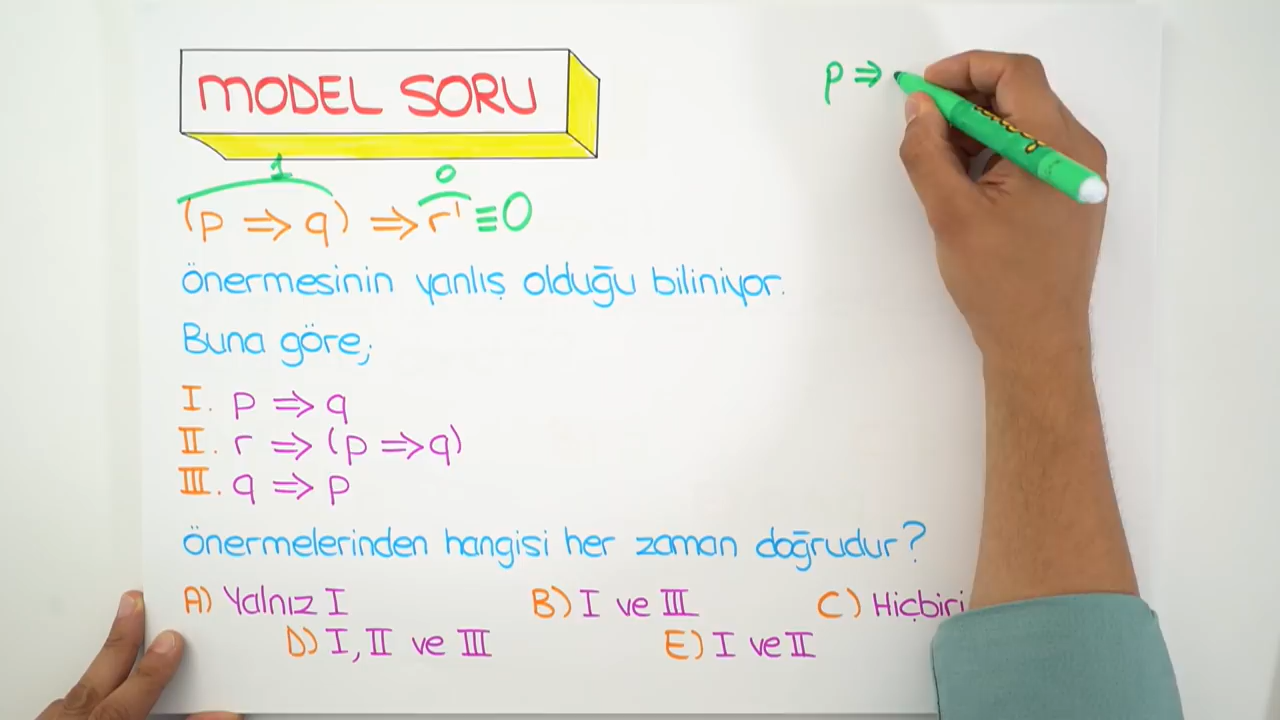 MODEL SORU
p ⇒
1 0
(p ⇒ q) ⇒ r' ≡ 0
önermesinin yanlış olduğu biliniyor.
Buna göre;
I. p ⇒ q
II. r ⇒ (p ⇒ q)
III. q ⇒ p
önermelerinden hangisi her zaman doğrudur?
A) Yalnız I B) I ve III C) Hiçbiri
D) I, II ve III E) I ve II